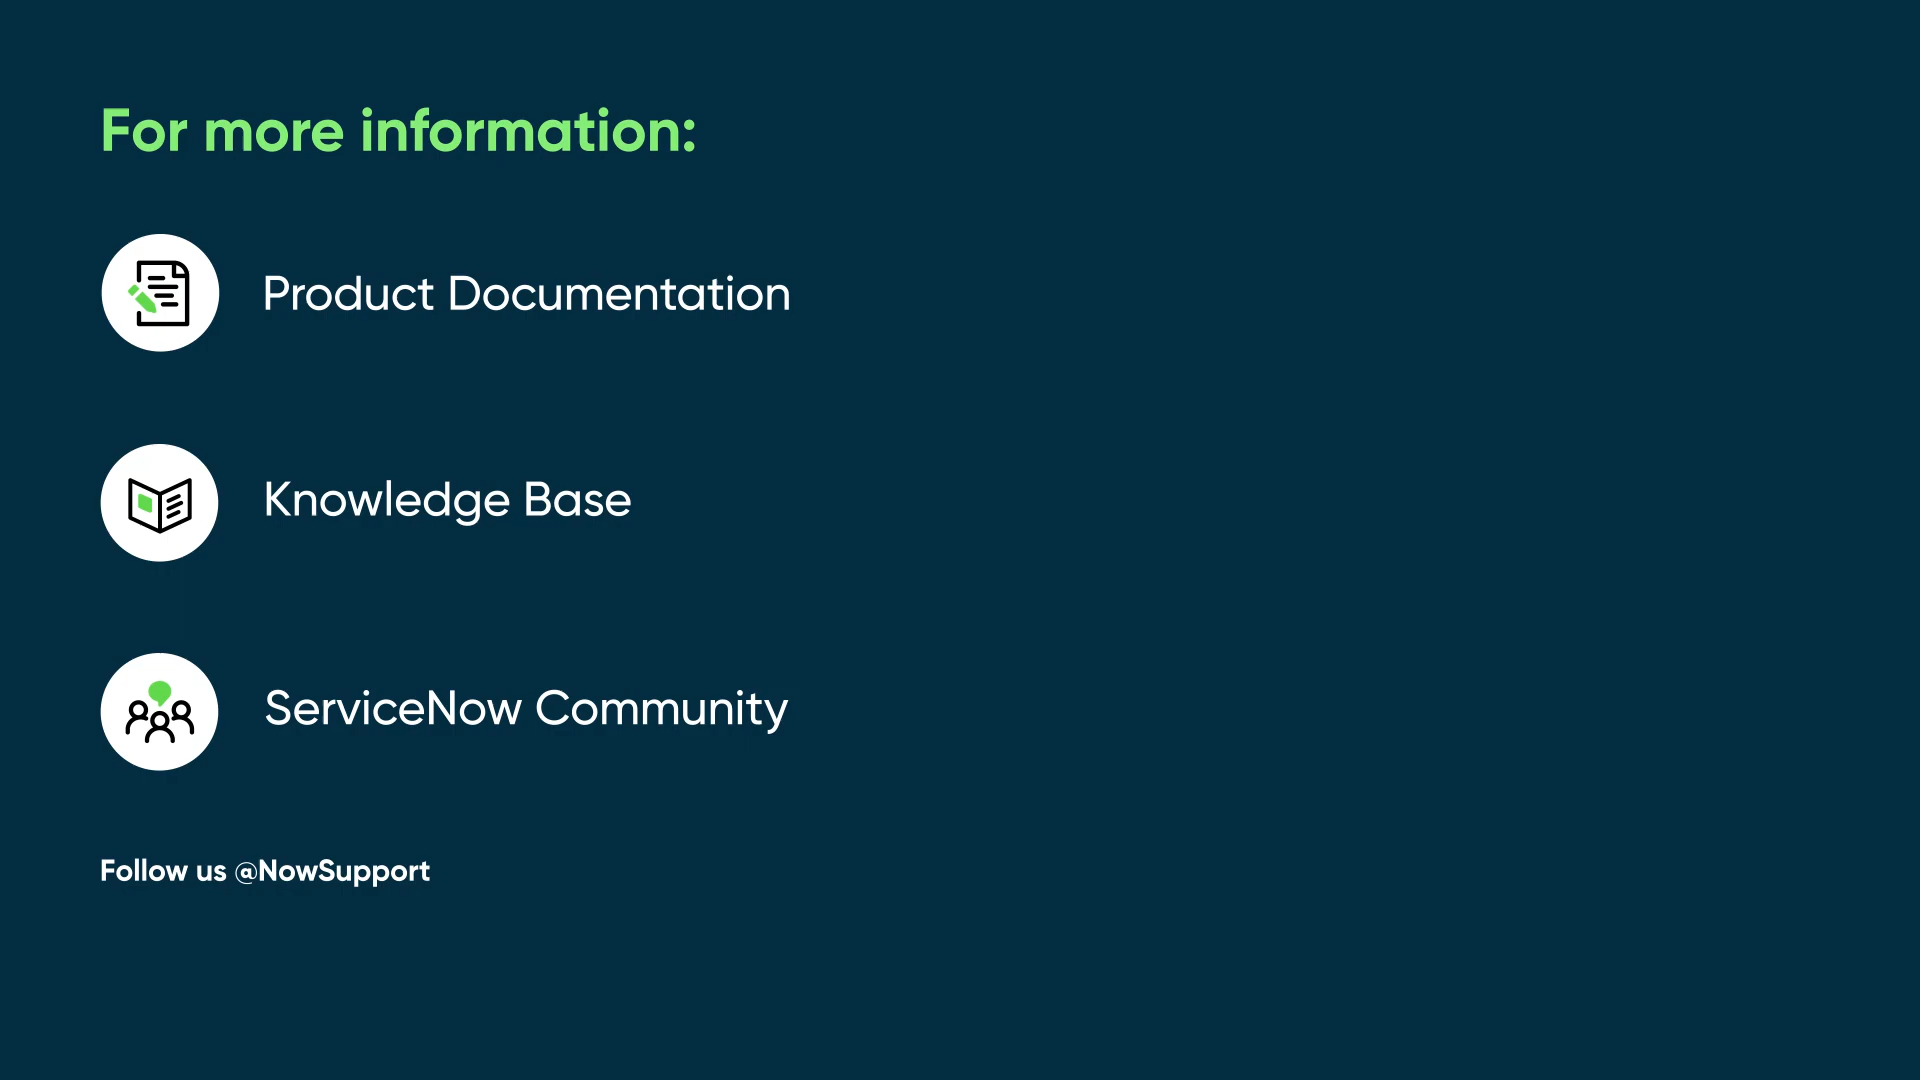 For more information:
Product Documentation
Knowledge Base
ServiceNow Community
Follow us @NowSupport